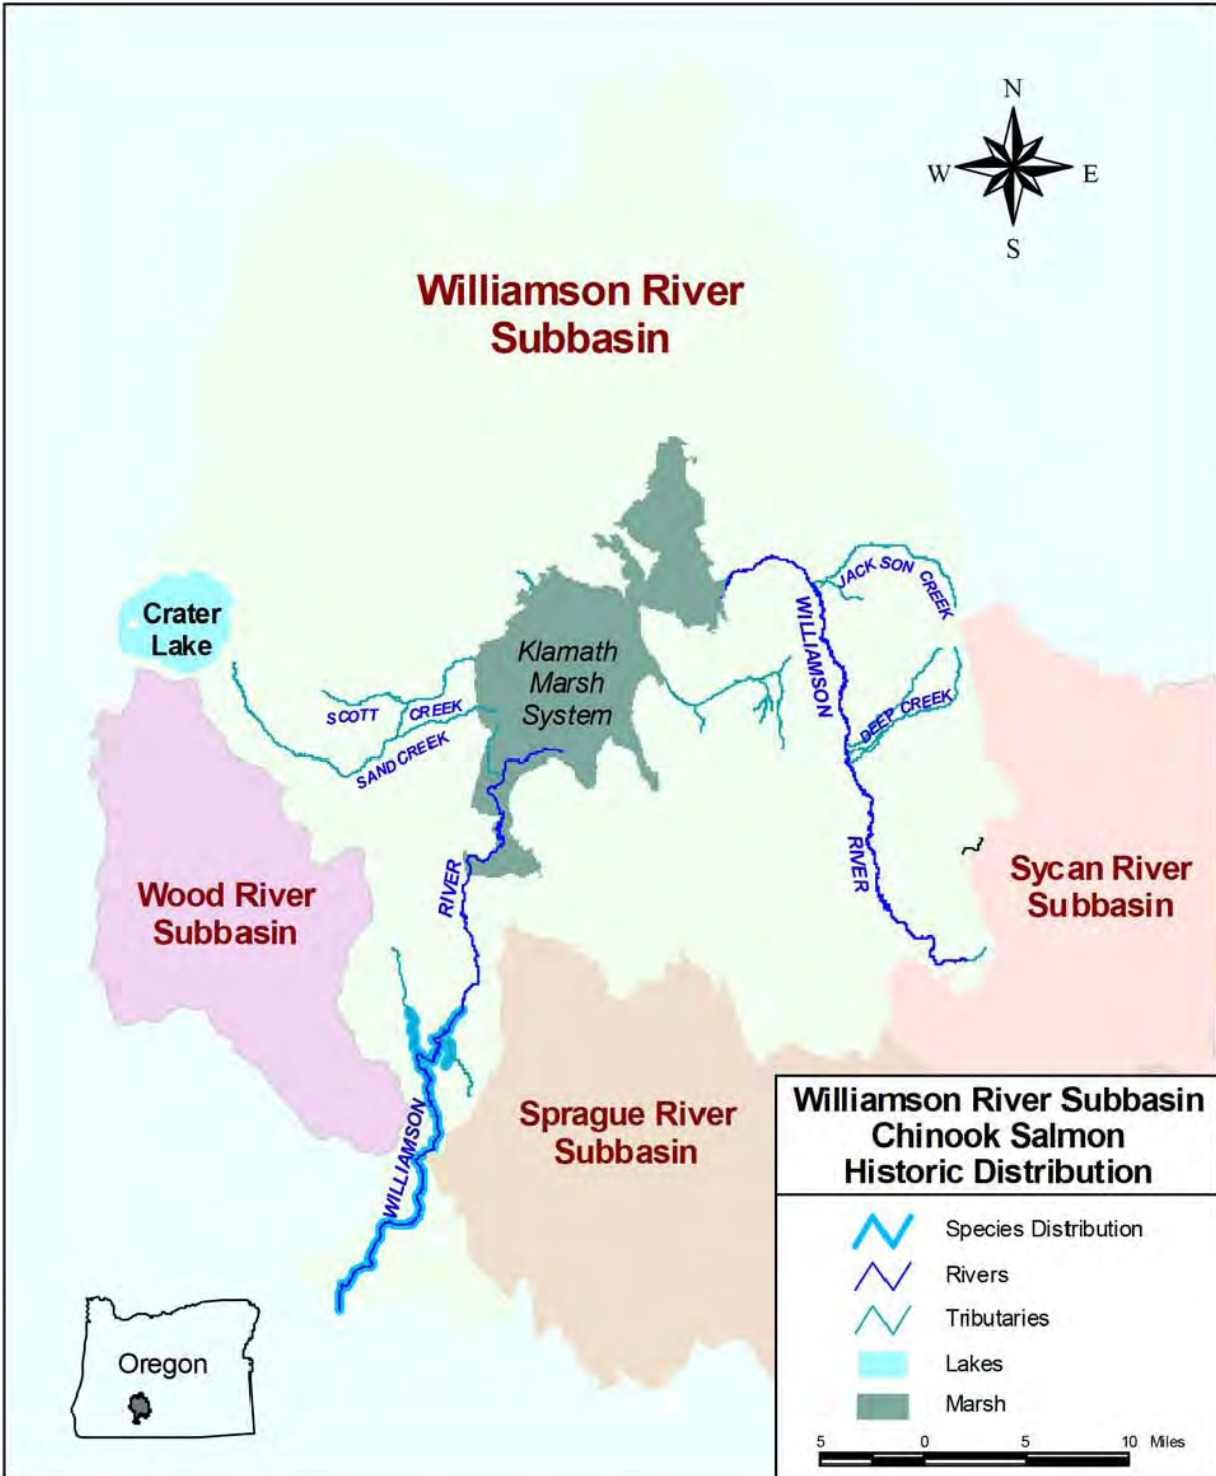 N
W
E
S
Williamson River
Subbasin
JACKSON CREEK
Crater
Lake
WILLIAMSON
Klamath
Marsh
System
SCOTT CREEK
DEEP CREEK
SAND CREEK
RIVER
RIVER
Sycan River
Subbasin
Wood River
Subbasin
Sprague River
Subbasin
WILLIAMSON
Williamson River Subbasin
Chinook Salmon
Historic Distribution
Species Distribution
Rivers
Tributaries
Lakes
Marsh
5 0 5 10 Miles
Oregon